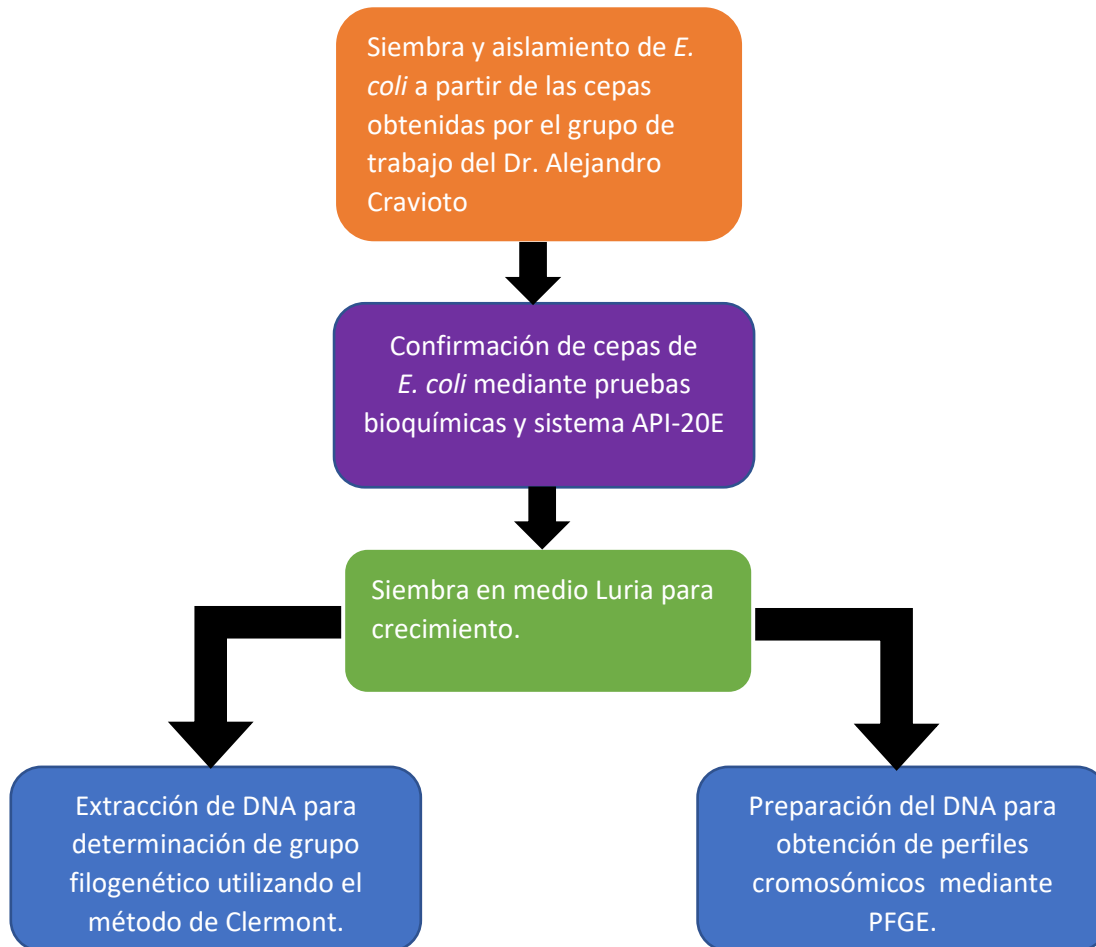 Siembra y aislamiento de E.
coli a partir de las cepas
obtenidas por el grupo de
trabajo del Dr. Alejandro
Cravioto
Confirmación de cepas de
E. coli mediante pruebas
bioquímicas y sistema API-20E
Siembra en medio Luria para
crecimiento.
Extracción de DNA para
determinación de grupo
filogenético utilizando el
método de Clermont.
Preparación del DNA para
obtención de perfiles
cromosómicos mediante
PFGE.